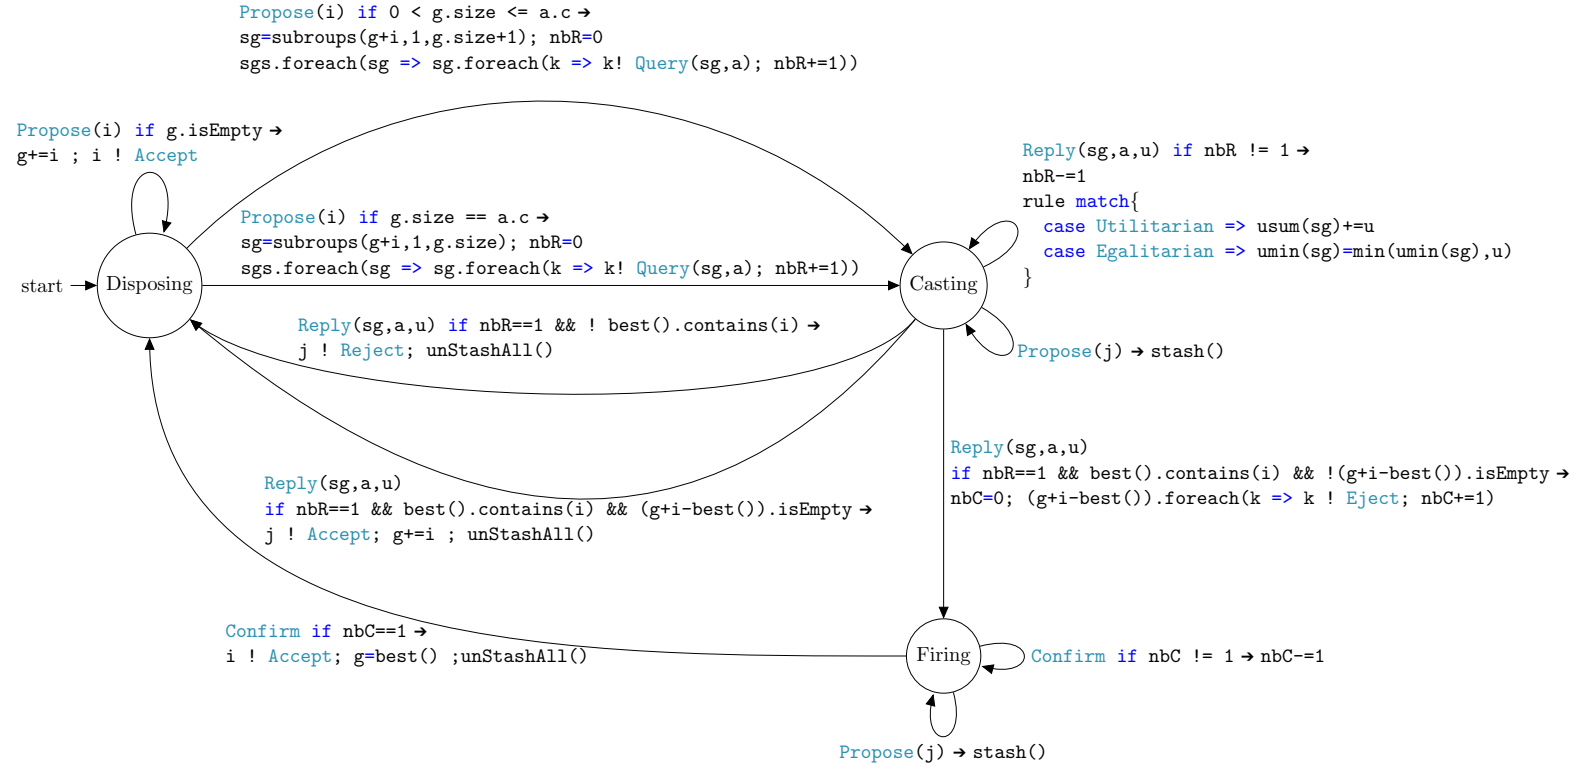 Propose(i) if 0 < g.size <= a.c →
sg=subroups(g+i,1,g.size+1); nbR=0
sgs.foreach(sg => sg.foreach(k => k! Query(sg,a); nbR+=1))
Propose(i) if g.isEmpty →
g+=i ; i ! Accept
Reply(sg,a,u) if nbR != 1 →
nbR-=1
rule match{
case Utilitarian => usum(sg)+=u
case Egalitarian => umin(sg)=min(umin(sg),u)
}
Propose(i) if g.size == a.c →
sg=subroups(g+i,1,g.size); nbR=0
sgs.foreach(sg => sg.foreach(k => k! Query(sg,a); nbR+=1))
start
Disposing
Casting
Reply(sg,a,u) if nbR==1 && ! best().contains(i) →
j ! Reject; unStashAll()
Propose(j) → stash()
Reply(sg,a,u)
if nbR==1 && best().contains(i) && !(g+i-best()).isEmpty →
nbC=0; (g+i-best()).foreach(k => k ! Eject; nbC+=1)
Reply(sg,a,u)
if nbR==1 && best().contains(i) && (g+i-best()).isEmpty →
j ! Accept; g+=i ; unStashAll()
Confirm if nbC==1 →
i ! Accept; g=best() ;unStashAll()
Firing
Confirm if nbC != 1 → nbC-=1
Propose(j) → stash()